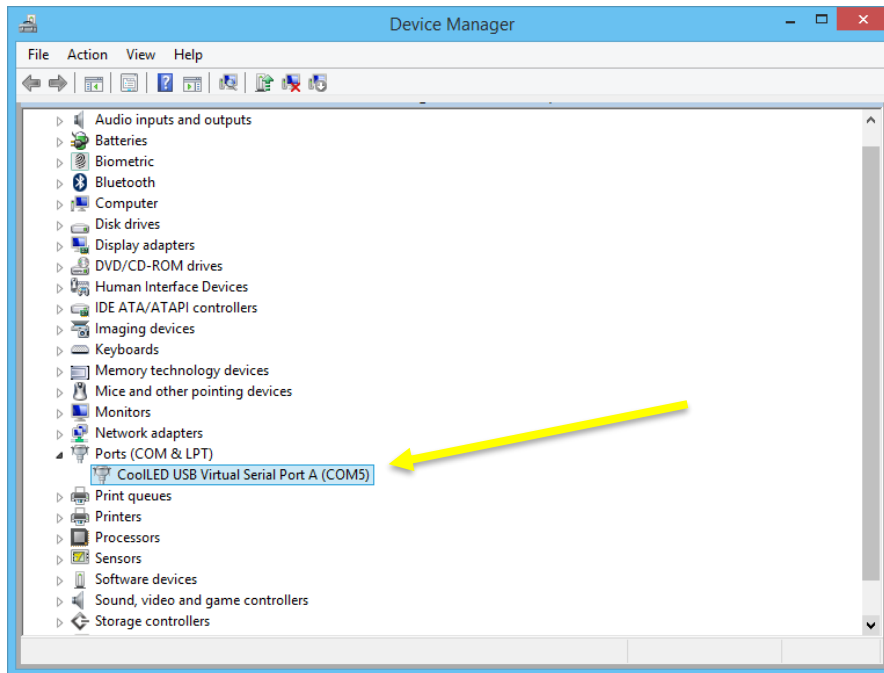 Device Manager
File Action View Help
Audio inputs and outputs
Batteries
Biometric
Bluetooth
Computer
Disk drives
Display adapters
DVD/CD-ROM drives
Human Interface Devices
IDE ATA/ATAPI controllers
Imaging devices
Keyboards
Memory technology devices
Mice and other pointing devices
Monitors
Network adapters
Ports (COM & LPT)
CoolLED USB Virtual Serial Port A (COM5)
Print queues
Printers
Processors
Sensors
Software devices
Sound, video and game controllers
Storage controllers